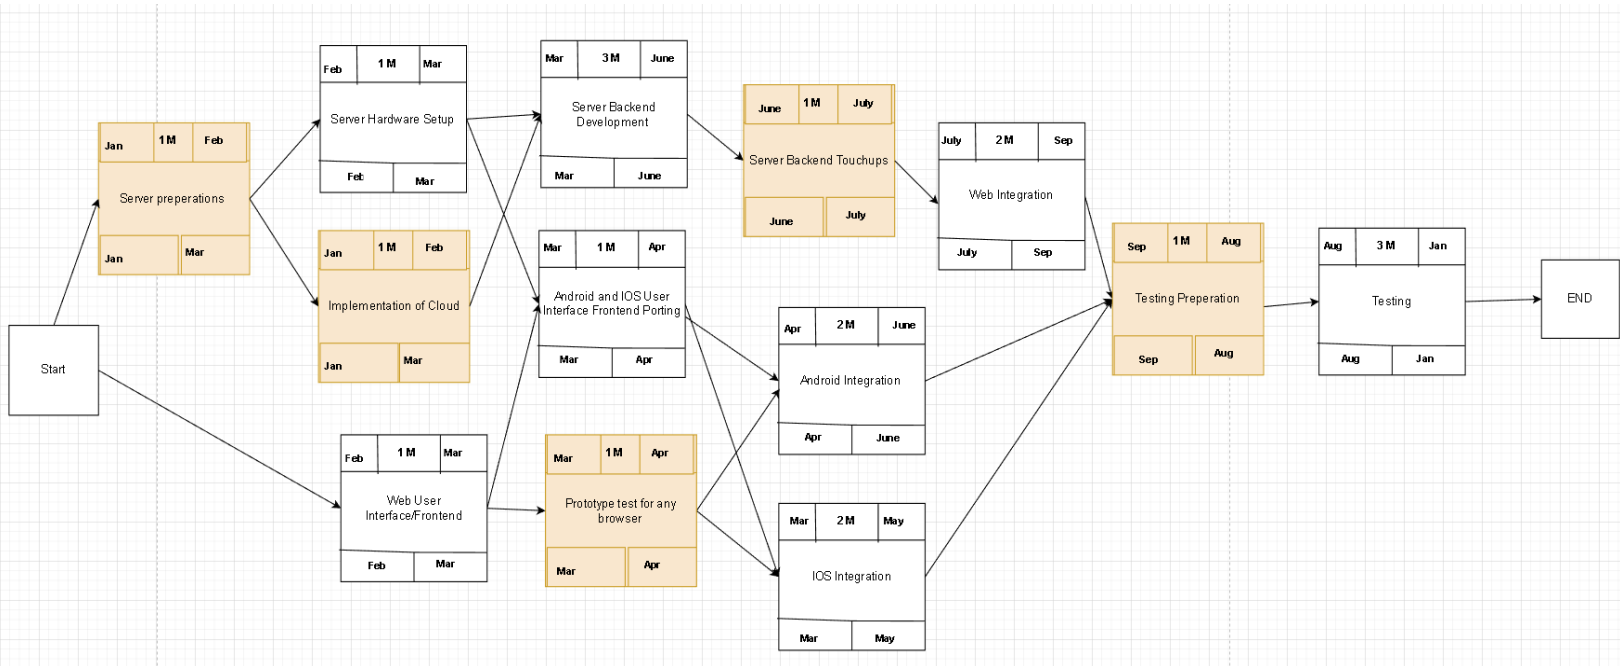 Start
Jan 1 M Feb
Server preperations
Jan Mar
Feb 1 M Mar
Server Hardware Setup
Feb Mar
Jan 1 M Feb
Implementation of Cloud
Jan Mar
Feb 1 M Mar
Web User
Interface/Frontend
Feb Mar
Mar 3 M June
Server Backend
Development
Mar June
Mar 1 M Apr
Android and IOS User
Interface Frontend Porting
Mar Apr
Mar 1 M Apr
Prototype test for any
browser
Mar Apr
June 1 M July
Server Backend Touchups
June July
Apr 2 M June
Android Integration
Apr June
Mar 2 M May
IOS Integration
Mar May
July 2 M Sep
Web Integration
July Sep
Sep 1 M Aug
Testing Preperation
Sep Aug
Aug 3 M Jan
Testing
Aug Jan
END